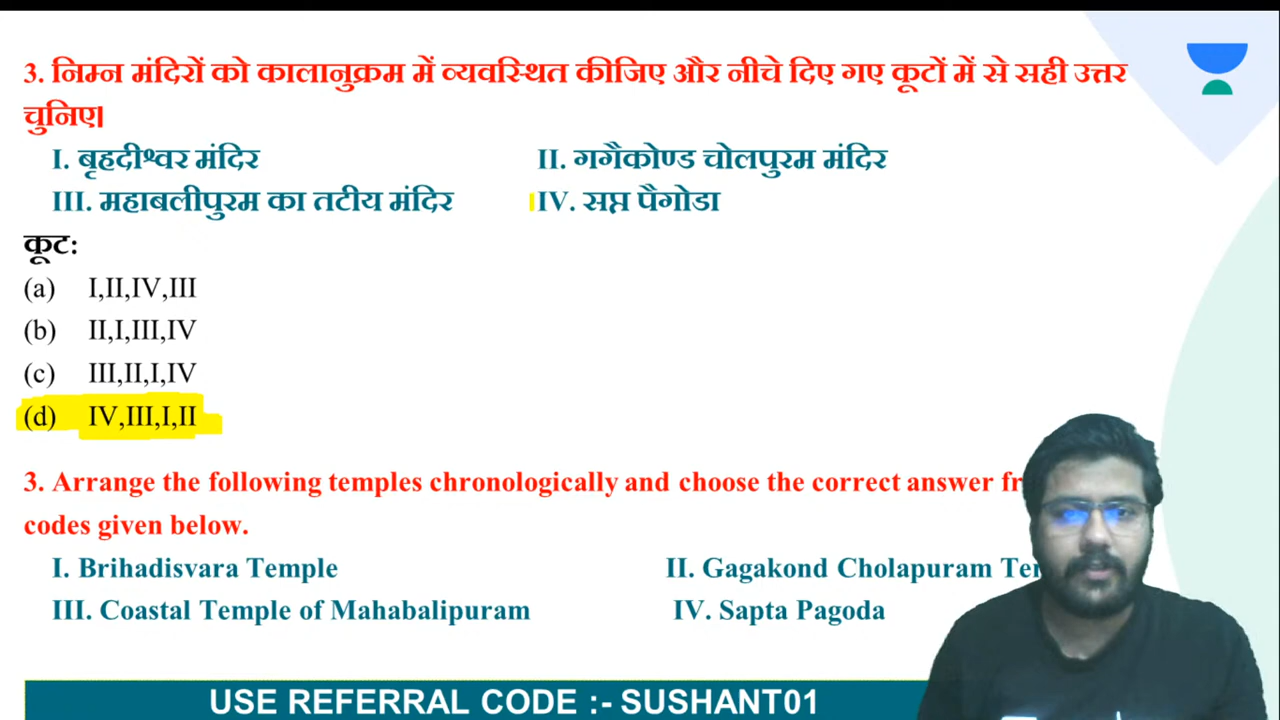 3. निम्न मंदिरों को कालानुक्रम में व्यवस्थित कीजिए और नीचे दिए गए कूटों में से सही उत्तर
चुनिए।
I. बृहदीश्वर मंदिर II. गगैकोण्ड चोलपुरम मंदिर
III. महाबलीपुरम का तटीय मंदिर IV. सप्त पैगोडा
कूट:
(a) I,II,IV,III
(b) II,I,III,IV
(c) III,II,I,IV
(d) IV,III,I,II
3. Arrange the following temples chronologically and choose the correct answer
codes given below.
I. Brihadisvara Temple II. Gagakond Cholapuram
III. Coastal Temple of Mahabalipuram IV. Sapta Pagoda
USE REFERRAL CODE :- SUSHANT01